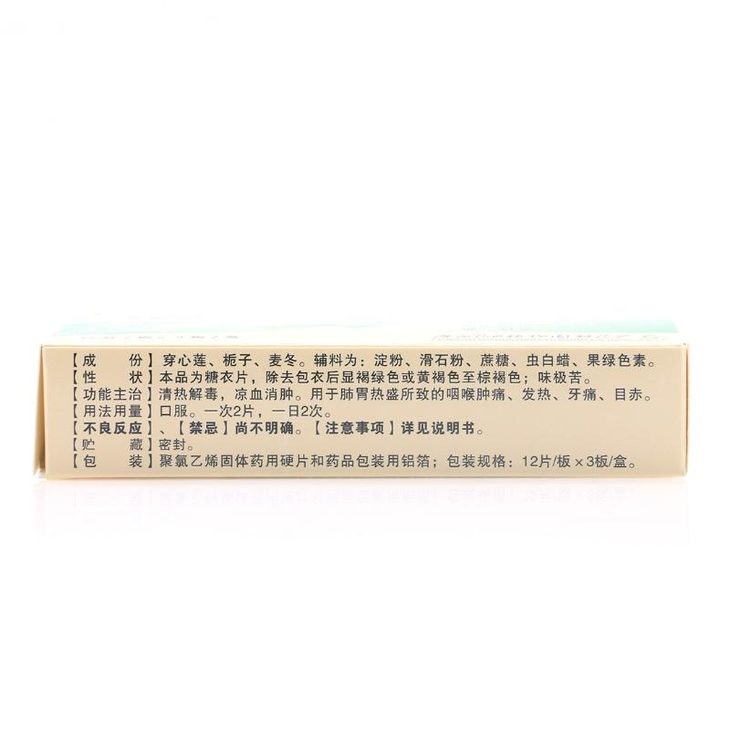 【成份】穿心莲、栀子、麦冬。辅料为：淀粉、滑石粉、蔗糖、虫白蜡、果绿色素。
【性状】本品为糖衣片，除去包衣后显褐绿色或黄褐色至棕褐色；味极苦。
【功能主治】清热解毒，凉血消肿。用于肺胃热盛所致的咽喉肿痛、发热、牙痛、目赤。
【用法用量】口服。一次2片，一日2次。
【不良反应】、【禁忌】尚不明确。【注意事项】详见说明书。
【贮藏】密封。
【包装】聚氯乙烯固体药用硬片和药品包装用铝箔；包装规格：12片/板×3板/盒。